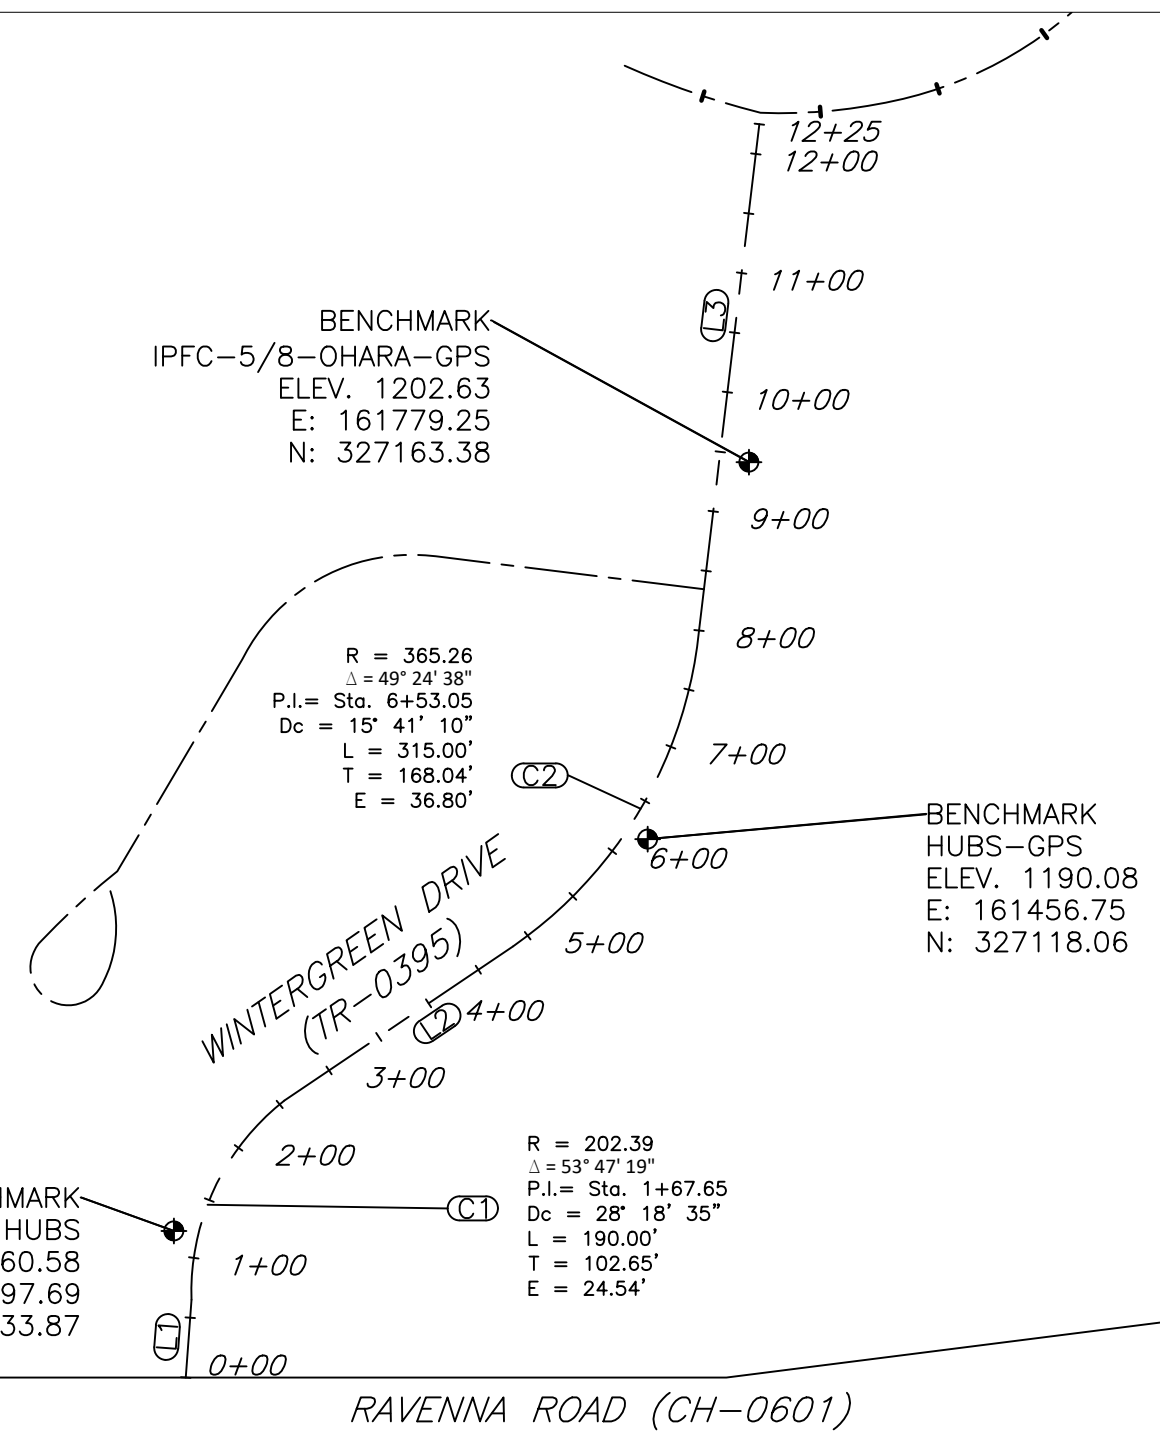 12+25
12+00
11+00
L3
BENCHMARK
IPFC-5/8-OHARA-GPS
ELEV. 1202.63
E: 161779.25
N: 327163.38
10+00
9+00
8+00
R = 365.26
Δ = 49° 24' 38"
P.I.= Sta. 6+53.05
Dc = 15° 41' 10"
L = 315.00'
T = 168.04'
E = 36.80'
7+00
C2
BENCHMARK
HUBS-GPS
ELEV. 1190.08
E: 161456.75
N: 327118.06
6+00
WINTERGREEN DRIVE
(TR-0395)
5+00
L2
4+00
3+00
2+00
R = 202.39
Δ = 53° 47' 19"
P.I.= Sta. 1+67.65
Dc = 28° 18' 35"
L = 190.00'
T = 102.65'
E = 24.54'
C1
HMARK
HUBS
60.58
97.69
33.87
1+00
L1
0+00
RAVENNA ROAD (CH-0601)